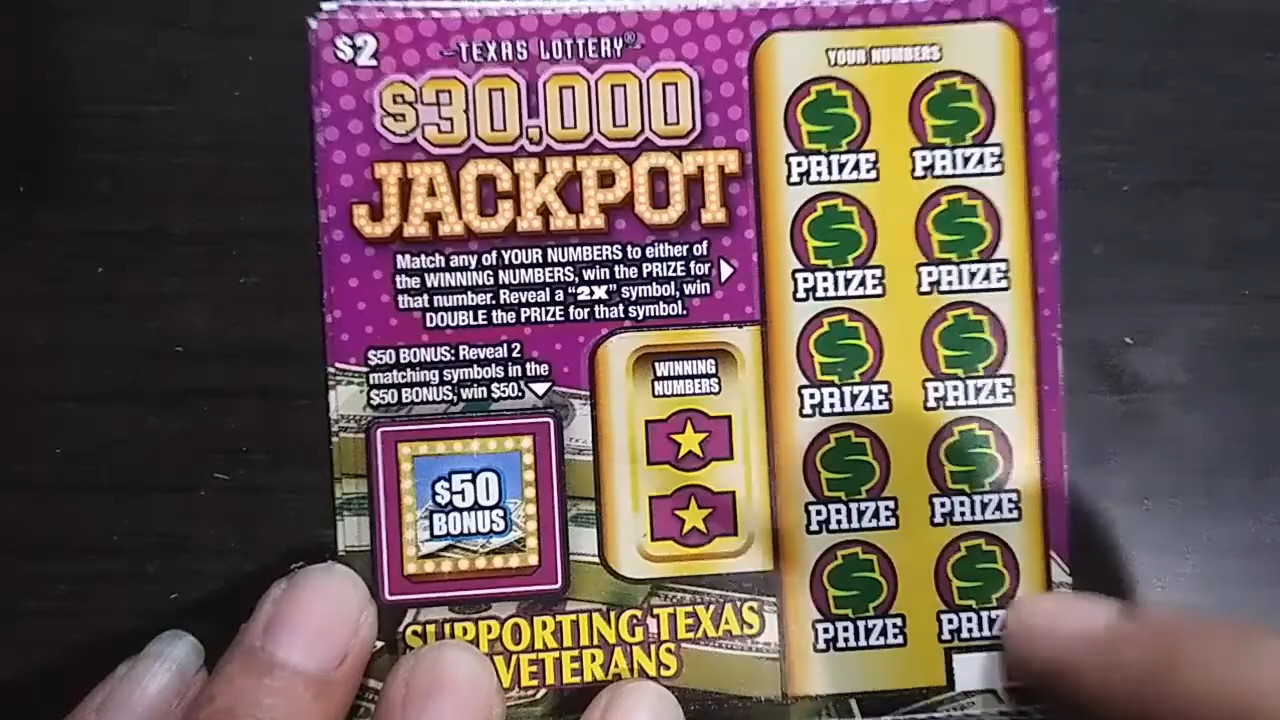 $2
TEXAS LOTTERY®
$30,000
JACKPOT
Match any of YOUR NUMBERS to either of
the WINNING NUMBERS, win the PRIZE for
that number. Reveal a “2X” symbol, win
DOUBLE the PRIZE for that symbol.
$50 BONUS: Reveal 2
matching symbols in the
$50 BONUS, win $50.
$50
BONUS
WINNING
NUMBERS
YOUR NUMBERS
$ $
PRIZE PRIZE
$ $
PRIZE PRIZE
$ $
PRIZE PRIZE
$ $
PRIZE PRIZE
$ $
PRIZE PRIZ
SUPPORTING TEXAS
VETERANS